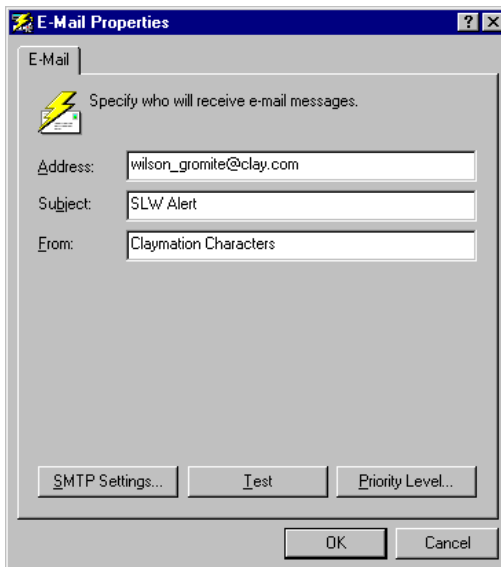 E-Mail Properties
E-Mail
Specify who will receive e-mail messages.
Address: wilson_gromite@clay.com
Subject: SLW Alert
From: Claymation Characters
SMTP Settings... Test Priority Level...
OK Cancel